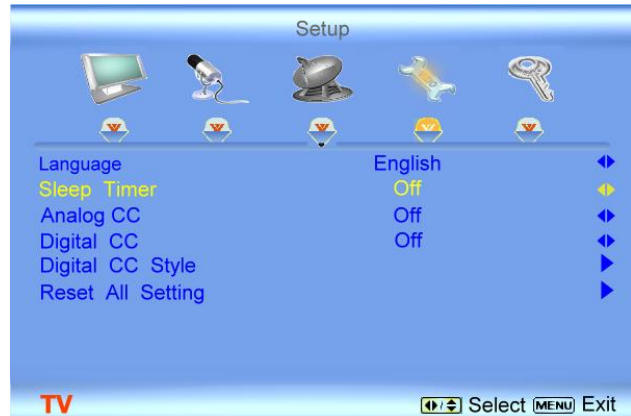 Setup
Language English
Sleep Timer Off
Analog CC Off
Digital CC Off
Digital CC Style
Reset All Setting
TV Select MENU Exit